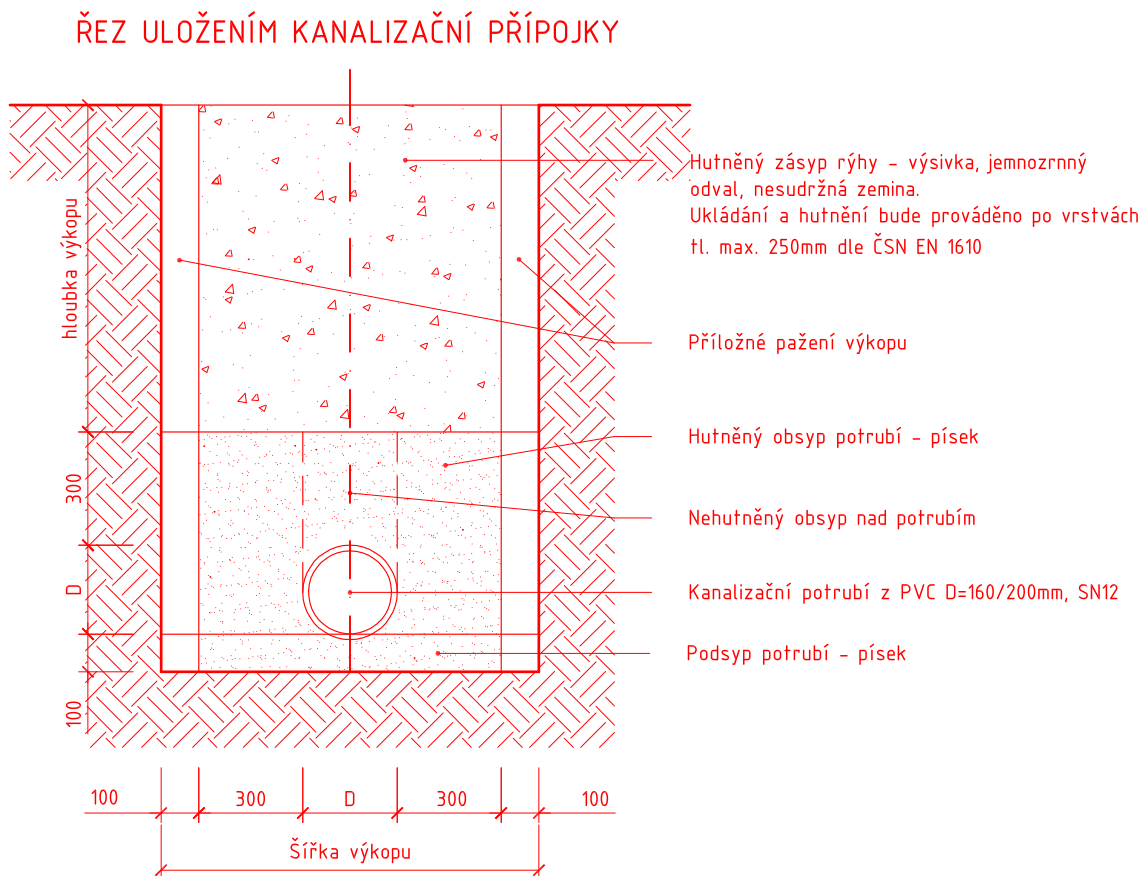 ŘEZ ULOŽENÍM KANALIZAČNÍ PŘÍPOJKY
Hutněný zásyp rýhy - výsivka, jemnozrnný
odval, nesudržná zemina.
Ukládání a hutnění bude prováděno po vrstvách
tl. max. 250mm dle ČSN EN 1610
hloubka výkopu
Příložné pažení výkopu
Hutněný obsyp potrubí - písek
300
Nehutněný obsyp nad potrubím
D
Kanalizační potrubí z PVC D=160/200mm, SN12
Podsyp potrubí - písek
100
100 300 D 300 100
Šířka výkopu